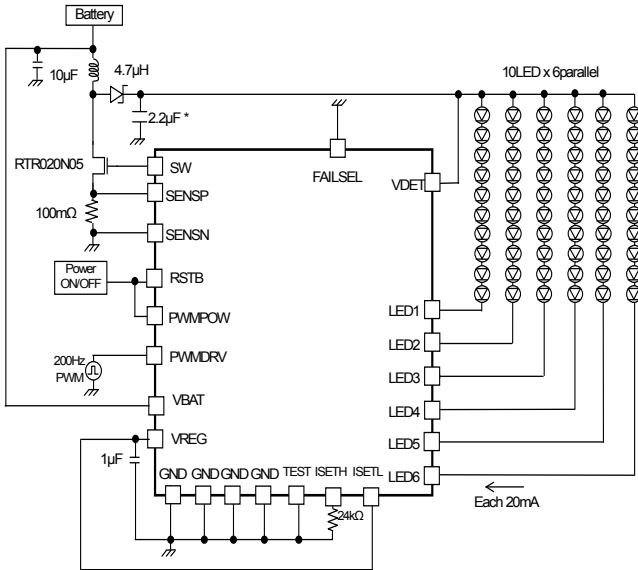 Battery
10μF
4.7μH
10LED x 6parallel
2.2μF *
RTR020N05
SW
FAILSEL
SENSP
VDET
100mΩ
SENSN
Power
ON/OFF
RSTB
PWMPOW
LED1
LED2
200Hz
PWM
PWMDRV
LED3
VBAT
LED4
VREG
LED5
1μF
GND
GND
GND
GND
TEST
ISETH
ISETL
LED6
24kΩ
Each 20mA